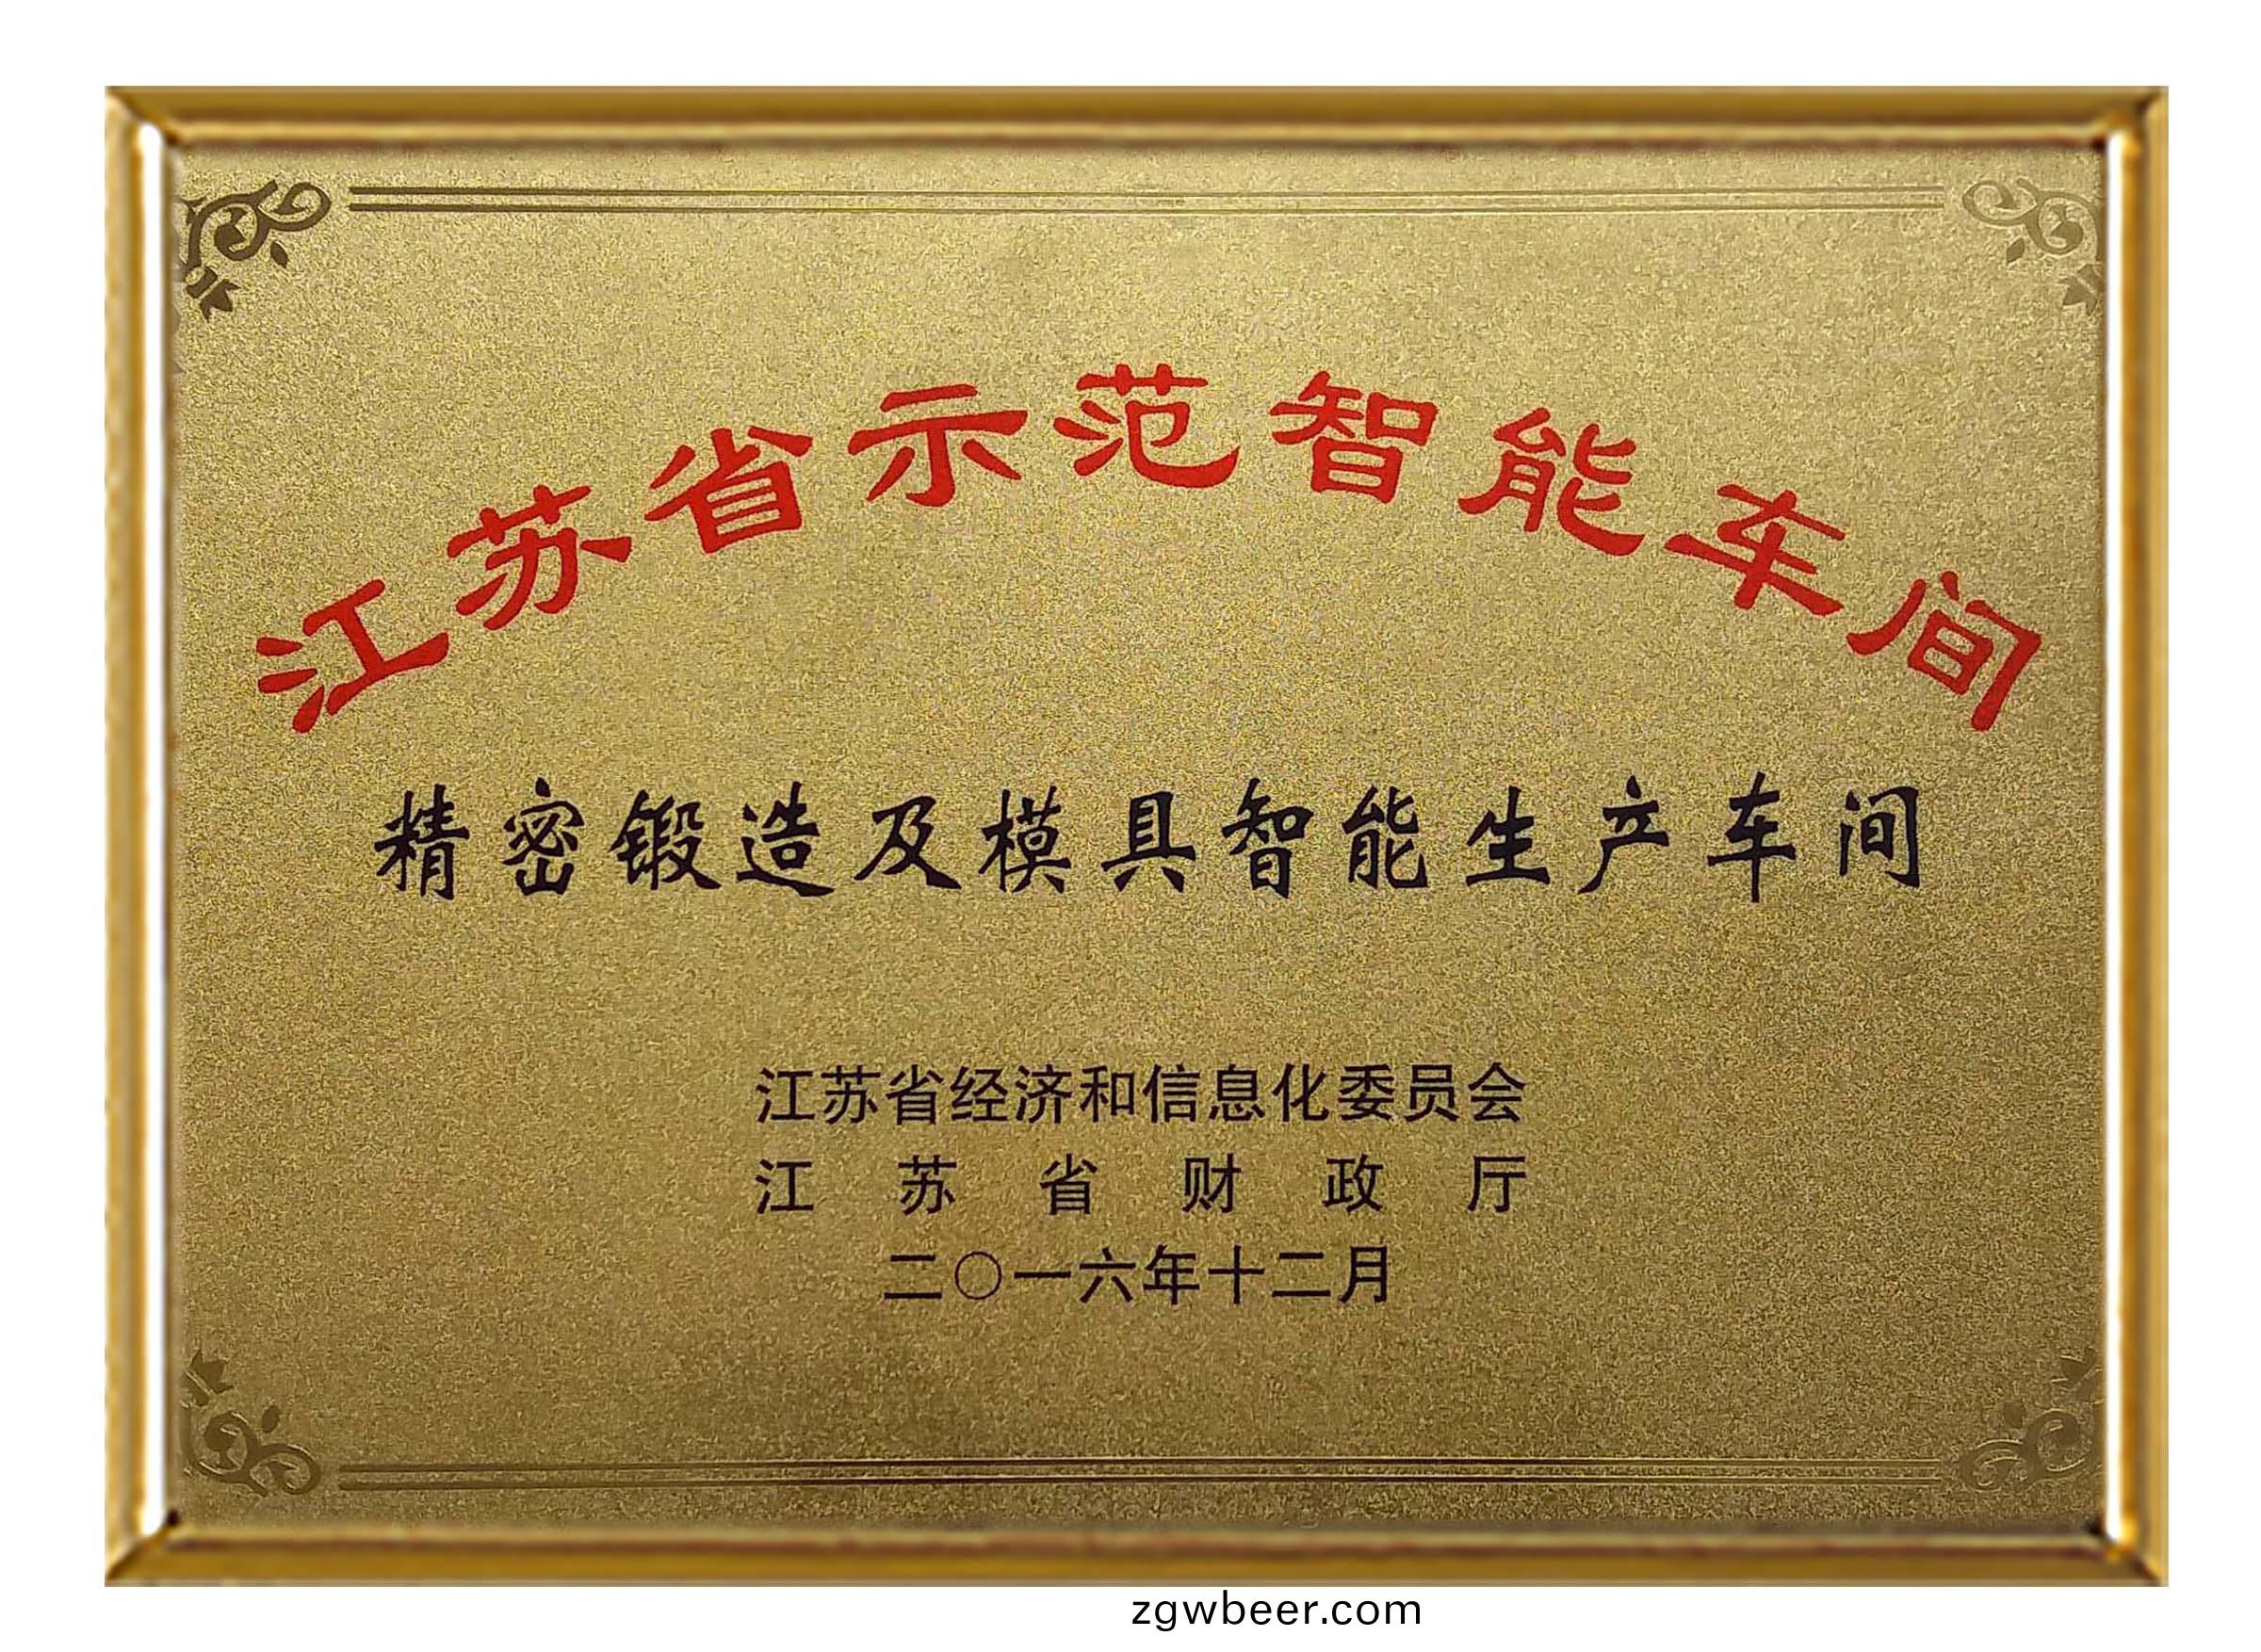 江苏省示范智能车间
精密锻造及模具智能生产车间
江苏省经济和信息化委员会
江苏省财政厅
二〇一六年十二月
zgwbeer.com